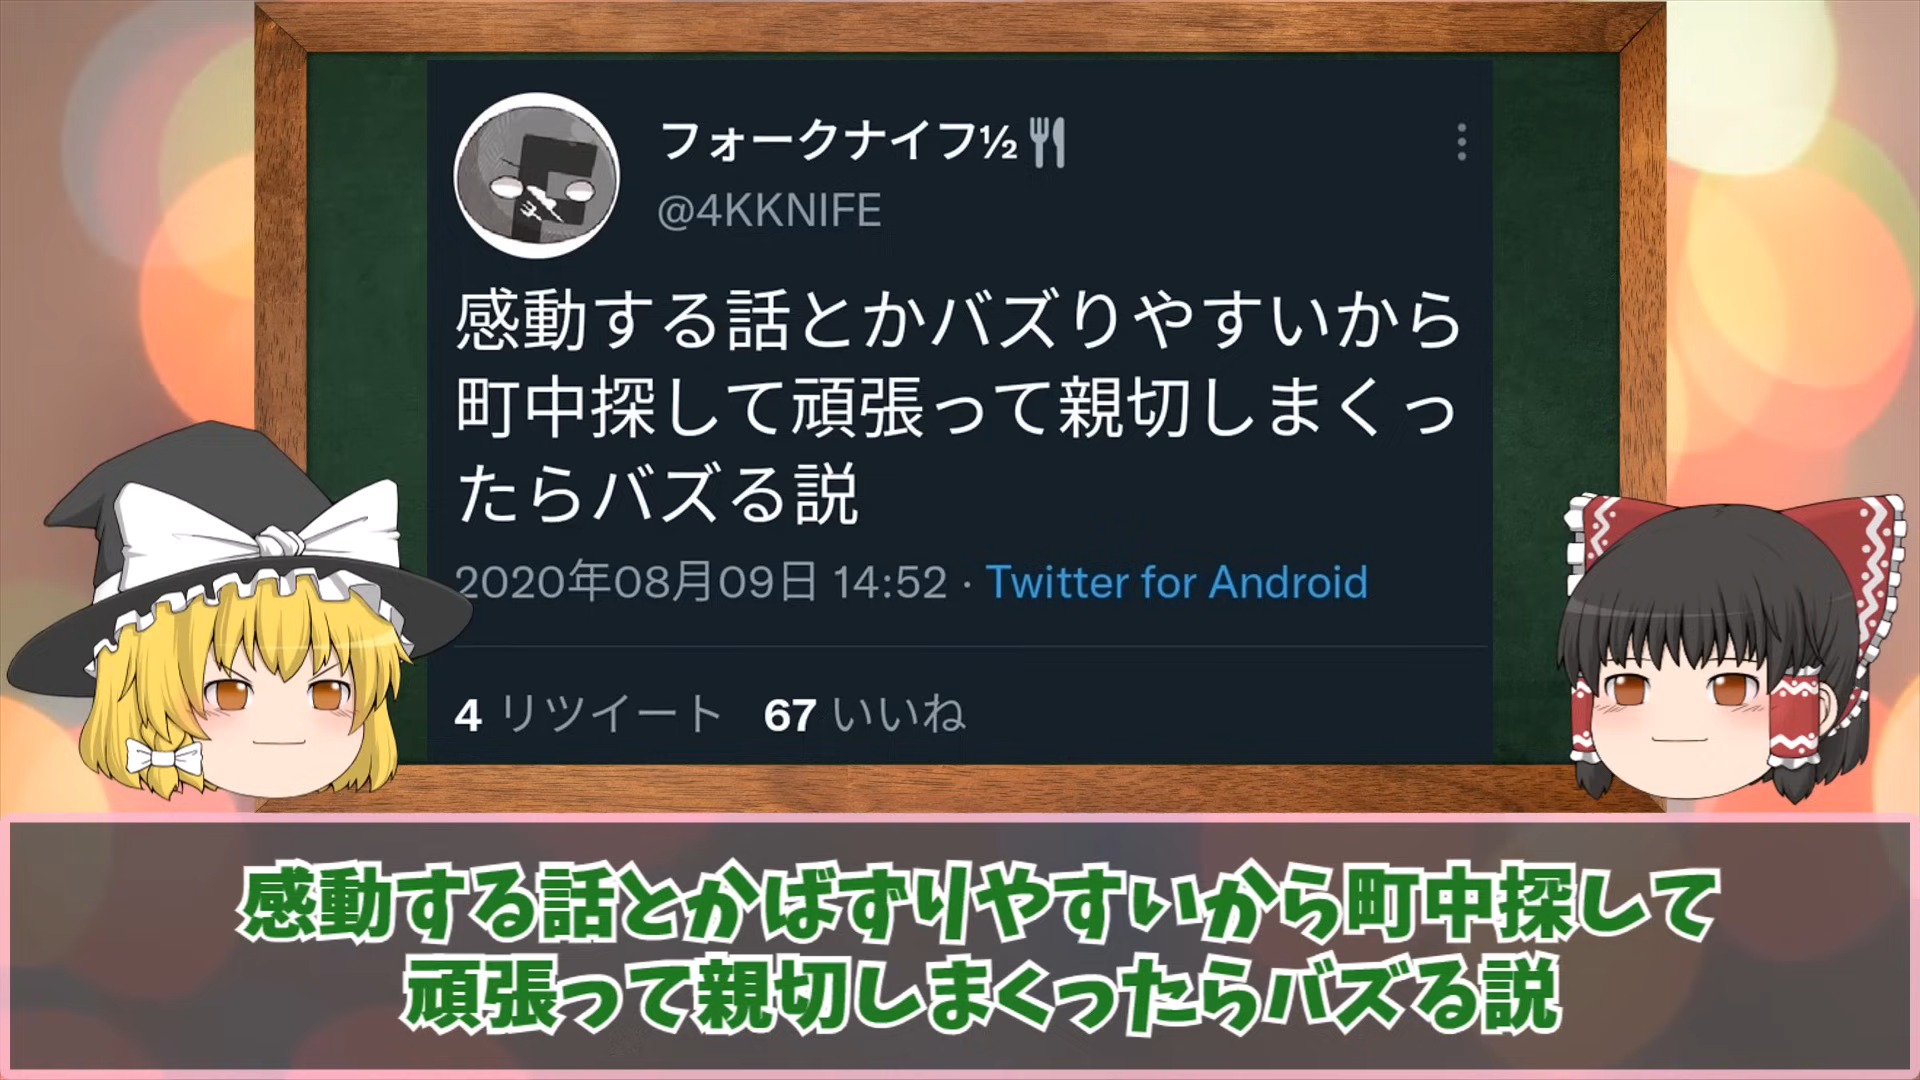 フォークナイフ½🍴
@4KKNIFE
感動する話とかバズりやすいから
町中探して頑張って親切しまくっ
たらバズる説
2020年08月09日 14:52 · Twitter for Android
4 リツイート 67 いいね
感動する話とかばずりやすいから町中探して
頑張って親切しまくったらバズる説